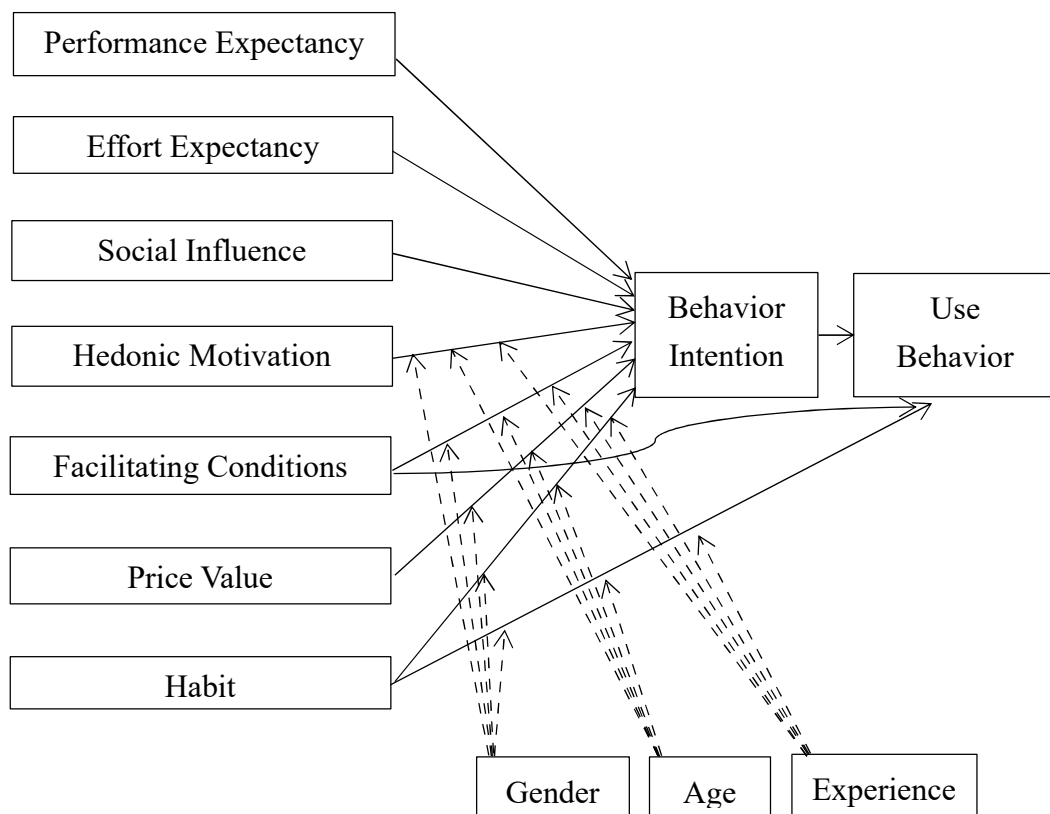 Performance Expectancy
Effort Expectancy
Social Influence
Hedonic Motivation
Facilitating Conditions
Price Value
Habit
Behavior
Intention
Use
Behavior
Gender
Age
Experience